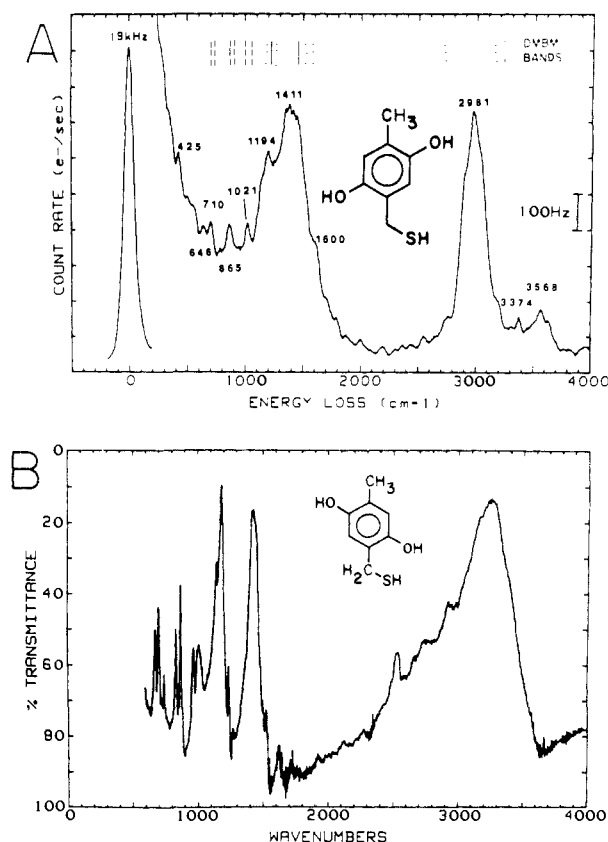 A
19kHz
DMBM
BANDS
COUNT RATE (e-/sec)
425
646
710
865
1021
1194
1411
1600
2981
3374
3568
100Hz
CH3
OH
HO
SH
0 1000 2000 3000 4000
ENERGY LOSS (cm-1)
B
% TRANSMITTANCE
0
20
40
60
80
100
CH3
HO
OH
H2C
SH
0 1000 2000 3000 4000
WAVENUMBERS